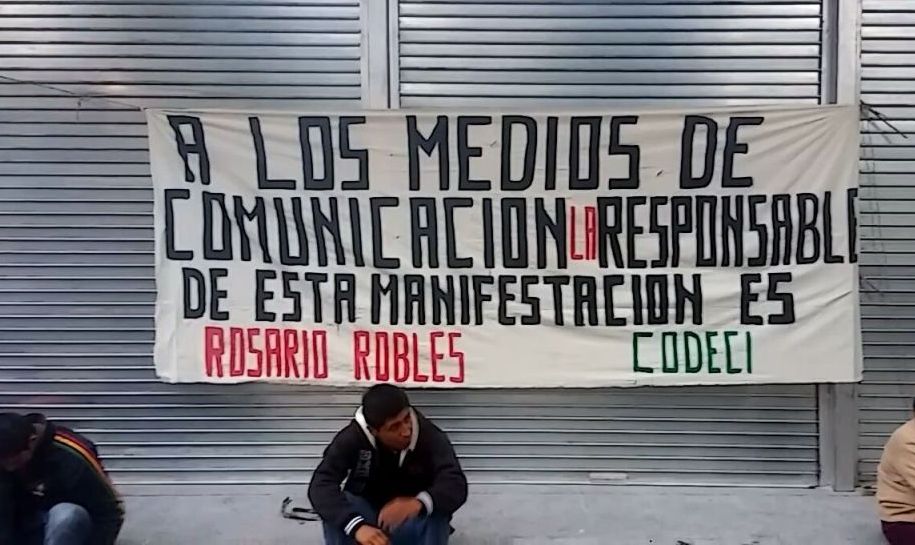 A LOS MEDIOS DE
COMUNICACION LA RESPONSABLE
DE ESTA MANIFESTACION ES
ROSARIO ROBLES CODECI